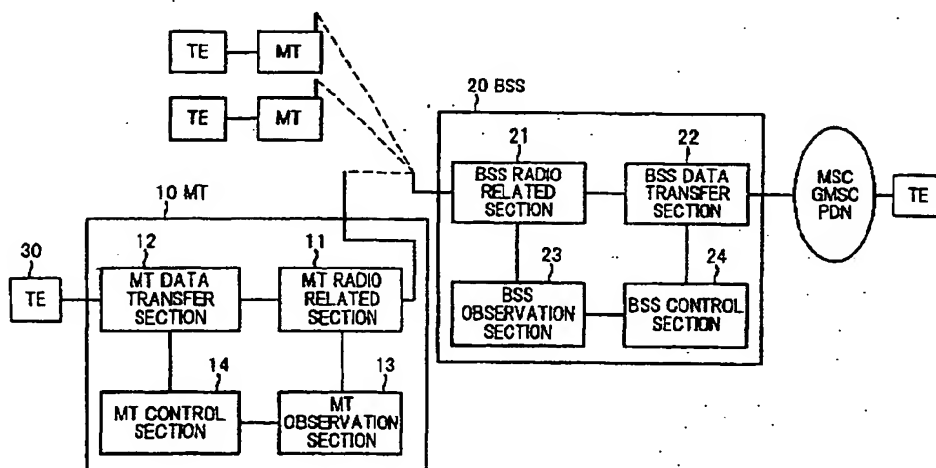 TE MT
TE MT
20 BSS
21
22
BSS RADIO
RELATED
SECTION
BSS DATA
TRANSFER
SECTION
MSC
GMSC
PDN
TE
10 MT
30
TE
12
11
MT DATA
TRANSFER
SECTION
MT RADIO
RELATED
SECTION
23
24
BSS
OBSERVATION
SECTION
BSS CONTROL
SECTION
14
13
MT CONTROL
SECTION
MT
OBSERVATION
SECTION